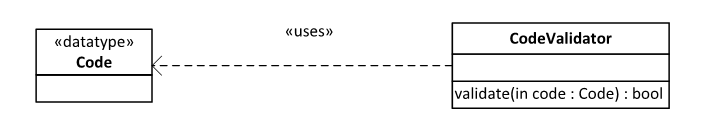 «datatype»
Code
«uses»
CodeValidator
validate(in code : Code) : bool